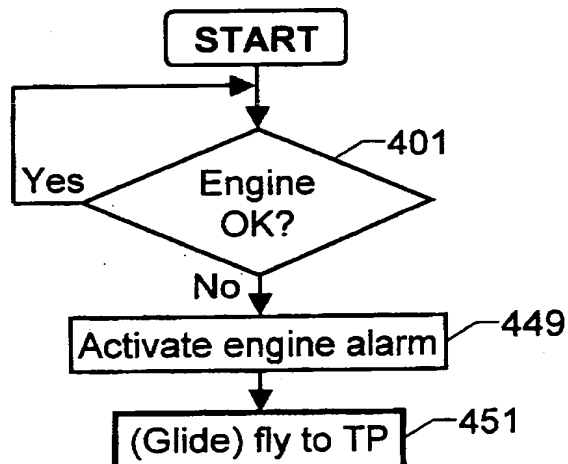 START
401
Yes
Engine
OK?
No
449
Activate engine alarm
451
(Glide) fly to TP